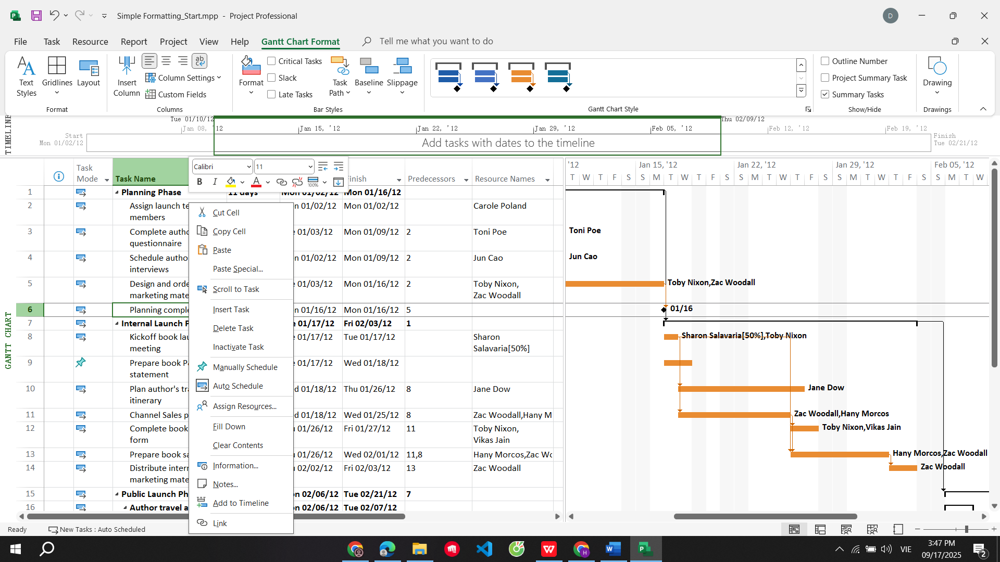 Simple Formatting_Start.mpp - Project Professional
D
File Task Resource Report Project View Help Gantt Chart Format Tell me what you want to do
Text Styles
Gridlines
Layout
Format
Insert Column
Column Settings
Custom Fields
Columns
Format
Critical Tasks
Slack
Late Tasks
Bar Styles
Task Path
Baseline
Slippage
Gantt Chart Style
Outline Number
Project Summary Task
Summary Tasks
Show/Hide
Drawing
Drawings
TIMELINE
Tue 01/10/12
Thu 02/09/12
Jan 08, '12 Jan 15, '12 Jan 22, '12 Jan 29, '12 Feb 05, '12 Feb 12, '12 Feb 19, '12
Start
Mon 01/02/12
Add tasks with dates to the timeline
Finish
Tue 02/21/12
Calibri 11
B I A 100%
GANTT CHART
Task Mode Task Name Finish Predecessors Resource Names
'12 Jan 15, '12 Jan 22, '12 Jan 29, '12 Feb 05, '12
T W T F S S M T W T F S S M T W T F S S M T W T F S S M T W
1 Planning Phase 11 days Mon 01/02/12 Mon 01/16/12
2 Assign launch te
members
01/02/12 Mon 01/02/12 Carole Poland
3 Complete autho
questionnaire
01/03/12 Mon 01/09/12 2 Toni Poe
4 Schedule autho
interviews
01/02/12 Mon 01/09/12 2 Jun Cao
5 Design and orde
marketing mate
01/03/12 Mon 01/16/12 2 Toby Nixon,
Zac Woodall
6 Planning comple
01/16/12 Mon 01/16/12 5
7 Internal Launch P
01/17/12 Fri 02/03/12 1
8 Kickoff book lau
meeting
01/17/12 Tue 01/17/12 Sharon
Salavaria[50%]
9 Prepare book P
statement
01/17/12 Wed 01/18/12
10 Plan author's tra
itinerary
01/18/12 Thu 01/26/12 8 Jane Dow
11 Channel Sales p
01/18/12 Wed 01/25/12 8 Zac Woodall,Hany M
12 Complete book
form
01/26/12 Fri 01/27/12 11 Toby Nixon,
Vikas Jain
13 Prepare book sa
01/26/12 Wed 02/01/12 11,8 Hany Morcos,Zac Wo
14 Distribute intern
marketing mate
02/02/12 Fri 02/03/12 13 Zac Woodall
15 Public Launch Ph
02/06/12 Tue 02/21/12 7
16 Author travel a
02/06/12 Tue 02/07/12
Cut Cell
Copy Cell
Paste
Paste Special...
Scroll to Task
Insert Task
Delete Task
Inactivate Task
Manually Schedule
Auto Schedule
Assign Resources...
Fill Down
Clear Contents
Information...
Notes...
Add to Timeline
Link
Toni Poe
Jun Cao
Toby Nixon,Zac Woodall
01/16
Sharon Salavaria[50%],Toby Nixon
Jane Dow
Zac Woodall,Hany Morcos
Toby Nixon,Vikas Jain
Hany Morcos,Zac Woodall
Zac Woodall
Ready New Tasks : Auto Scheduled
VIE
3:47 PM
09/17/2025
2